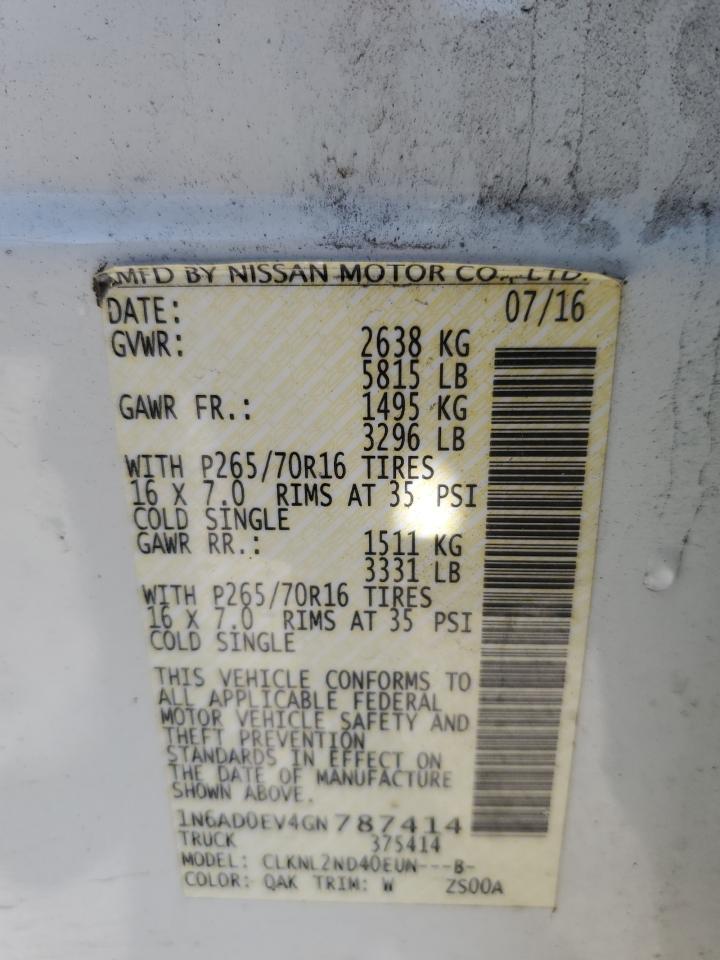 MFD BY NISSAN MOTOR CO., LTD.
DATE: 07/16
GVWR: 2638 KG
5815 LB
GAWR FR.: 1495 KG
3296 LB
WITH P265/70R16 TIRES
16 X 7.0 RIMS AT 35 PSI
COLD SINGLE
GAWR RR.: 1511 KG
3331 LB
WITH P265/70R16 TIRES
16 X 7.0 RIMS AT 35 PSI
COLD SINGLE
THIS VEHICLE CONFORMS TO
ALL APPLICABLE FEDERAL
MOTOR VEHICLE SAFETY AND
THEFT PREVENTION
STANDARDS IN EFFECT ON
THE DATE OF MANUFACTURE
SHOWN ABOVE.
1N6AD0EV4GN787414
TRUCK 375414
MODEL: CLKNL2ND40EUN---B-
COLOR: QAK TRIM: W ZS00A